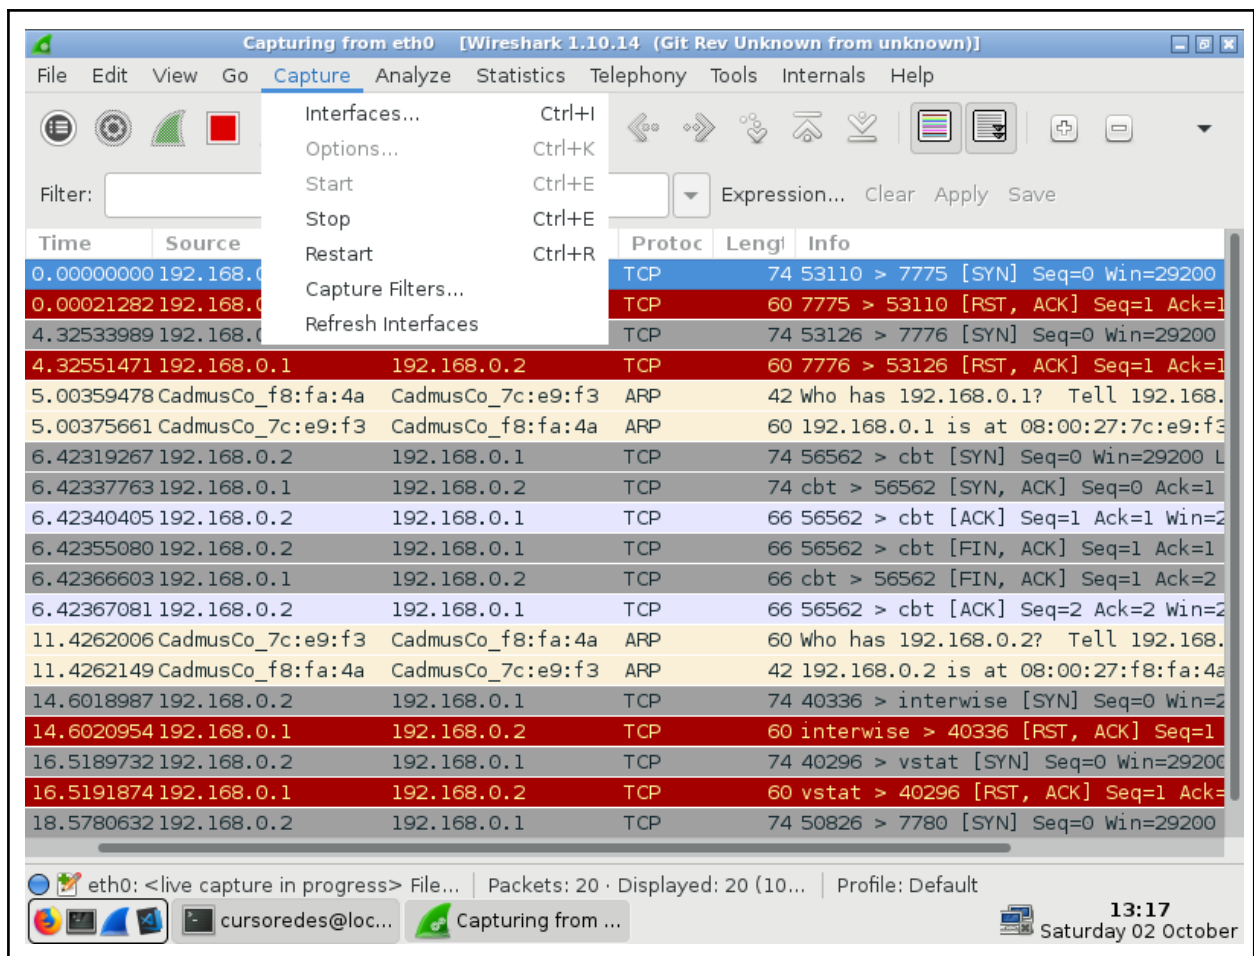 Capturing from eth0 [Wireshark 1.10.14 (Git Rev Unknown from unknown)]
File Edit View Go Capture Analyze Statistics Telephony Tools Internals Help
Interfaces... Ctrl+I
Options... Ctrl+K
Start Ctrl+E
Stop Ctrl+E
Restart Ctrl+R
Capture Filters...
Refresh Interfaces
Filter: Expression... Clear Apply Save
Time Source Protoc Lengt Info
0.00000000 192.168.0 TCP 74 53110 > 7775 [SYN] Seq=0 Win=29200
0.00021282 192.168.0 TCP 60 7775 > 53110 [RST, ACK] Seq=1 Ack=1
4.32533989 192.168.0 TCP 74 53126 > 7776 [SYN] Seq=0 Win=29200
4.32551471 192.168.0.1 192.168.0.2 TCP 60 7776 > 53126 [RST, ACK] Seq=1 Ack=1
5.00359478 CadmusCo_f8:fa:4a CadmusCo_7c:e9:f3 ARP 42 Who has 192.168.0.1? Tell 192.168.
5.00375661 CadmusCo_7c:e9:f3 CadmusCo_f8:fa:4a ARP 60 192.168.0.1 is at 08:00:27:7c:e9:f3
6.42319267 192.168.0.2 192.168.0.1 TCP 74 56562 > cbt [SYN] Seq=0 Win=29200 L
6.42337763 192.168.0.1 192.168.0.2 TCP 74 cbt > 56562 [SYN, ACK] Seq=0 Ack=1
6.42340405 192.168.0.2 192.168.0.1 TCP 66 56562 > cbt [ACK] Seq=1 Ack=1 Win=2
6.42355080 192.168.0.2 192.168.0.1 TCP 66 56562 > cbt [FIN, ACK] Seq=1 Ack=1
6.42366603 192.168.0.1 192.168.0.2 TCP 66 cbt > 56562 [FIN, ACK] Seq=1 Ack=2
6.42367081 192.168.0.2 192.168.0.1 TCP 66 56562 > cbt [ACK] Seq=2 Ack=2 Win=2
11.4262006 CadmusCo_7c:e9:f3 CadmusCo_f8:fa:4a ARP 60 Who has 192.168.0.2? Tell 192.168.
11.4262149 CadmusCo_f8:fa:4a CadmusCo_7c:e9:f3 ARP 42 192.168.0.2 is at 08:00:27:f8:fa:4a
14.6018987 192.168.0.2 192.168.0.1 TCP 74 40336 > interwise [SYN] Seq=0 Win=2
14.6020954 192.168.0.1 192.168.0.2 TCP 60 interwise > 40336 [RST, ACK] Seq=1
16.5189732 192.168.0.2 192.168.0.1 TCP 74 40296 > vstat [SYN] Seq=0 Win=29200
16.5191874 192.168.0.1 192.168.0.2 TCP 60 vstat > 40296 [RST, ACK] Seq=1 Ack=
18.5780632 192.168.0.2 192.168.0.1 TCP 74 50826 > 7780 [SYN] Seq=0 Win=29200
eth0: <live capture in progress> File... Packets: 20 · Displayed: 20 (10... Profile: Default
cursoredes@loc... Capturing from ... 13:17
Saturday 02 October